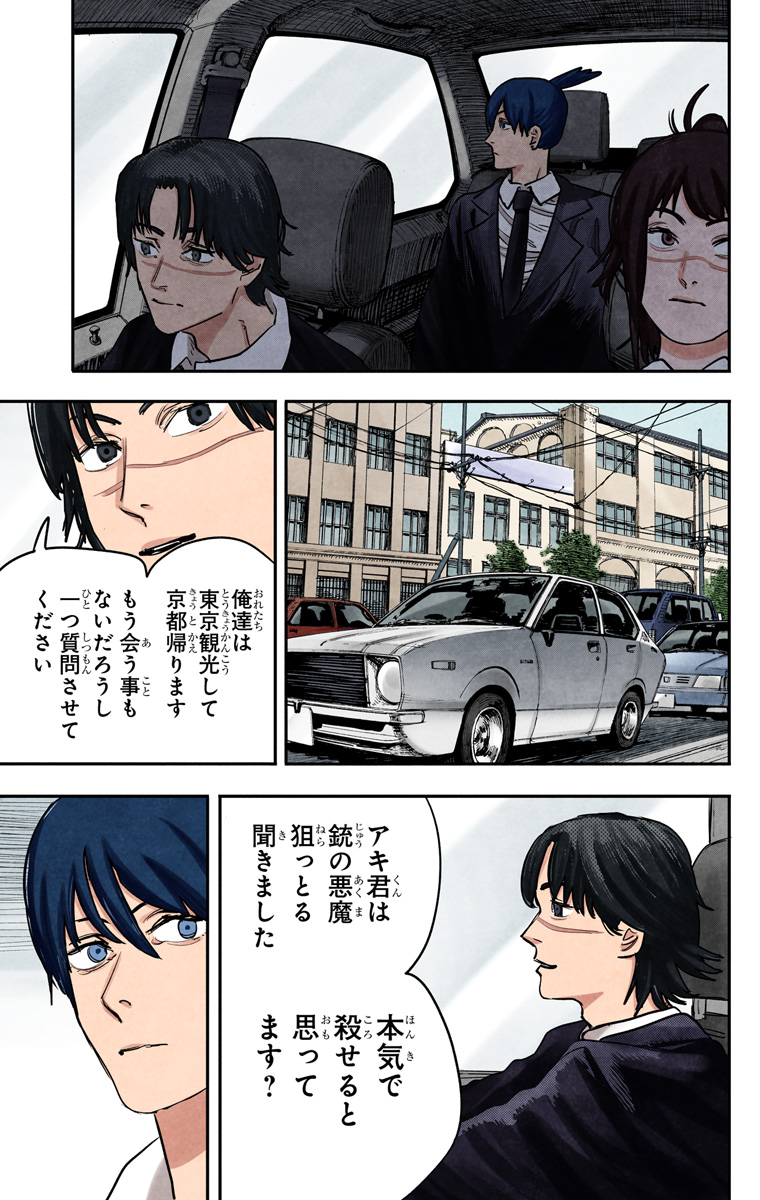 俺達は
東京観光して
京都帰ります
もう会う事も
ないだろうし
一つ質問させて
ください
アキ君は
銃の悪魔
狙っとる
聞きました
本気で
殺せると
思って
ます?